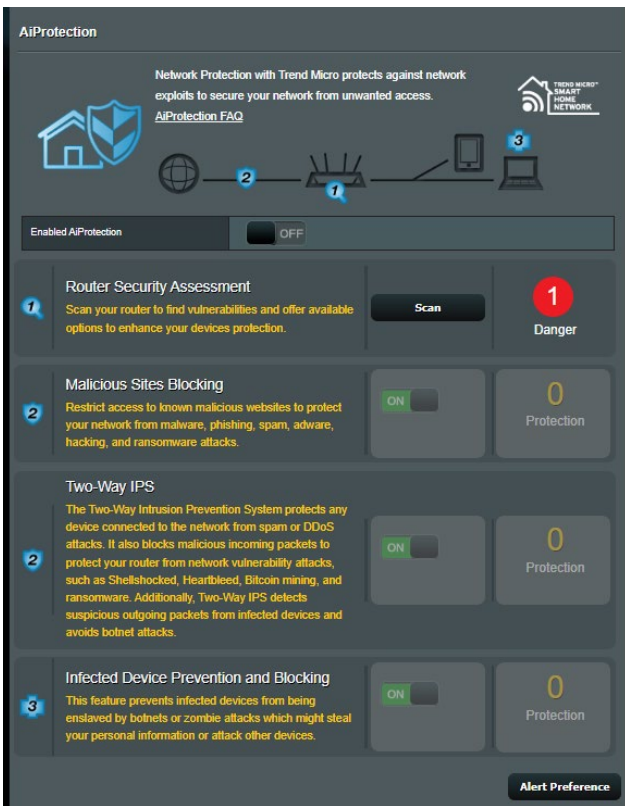 AiProtection
Network Protection with Trend Micro protects against network
exploits to secure your network from unwanted access.
AiProtection FAQ
TREND MICRO™
SMART
HOME
NETWORK
3
2
1
Enabled AiProtection
OFF
1
Router Security Assessment
Scan your router to find vulnerabilities and offer available
options to enhance your devices protection.
Scan
1
Danger
2
Malicious Sites Blocking
Restrict access to known malicious websites to protect
your network from malware, phishing, spam, adware,
hacking, and ransomware attacks.
ON
0
Protection
2
Two-Way IPS
The Two-Way Intrusion Prevention System protects any
device connected to the network from spam or DDoS
attacks. It also blocks malicious incoming packets to
protect your router from network vulnerability attacks,
such as Shellshocked, Heartbleed, Bitcoin mining, and
ransomware. Additionally, Two-Way IPS detects
suspicious outgoing packets from infected devices and
avoids botnet attacks.
ON
0
Protection
3
Infected Device Prevention and Blocking
This feature prevents infected devices from being
enslaved by botnets or zombie attacks which might steal
your personal information or attack other devices.
ON
0
Protection
Alert Preference